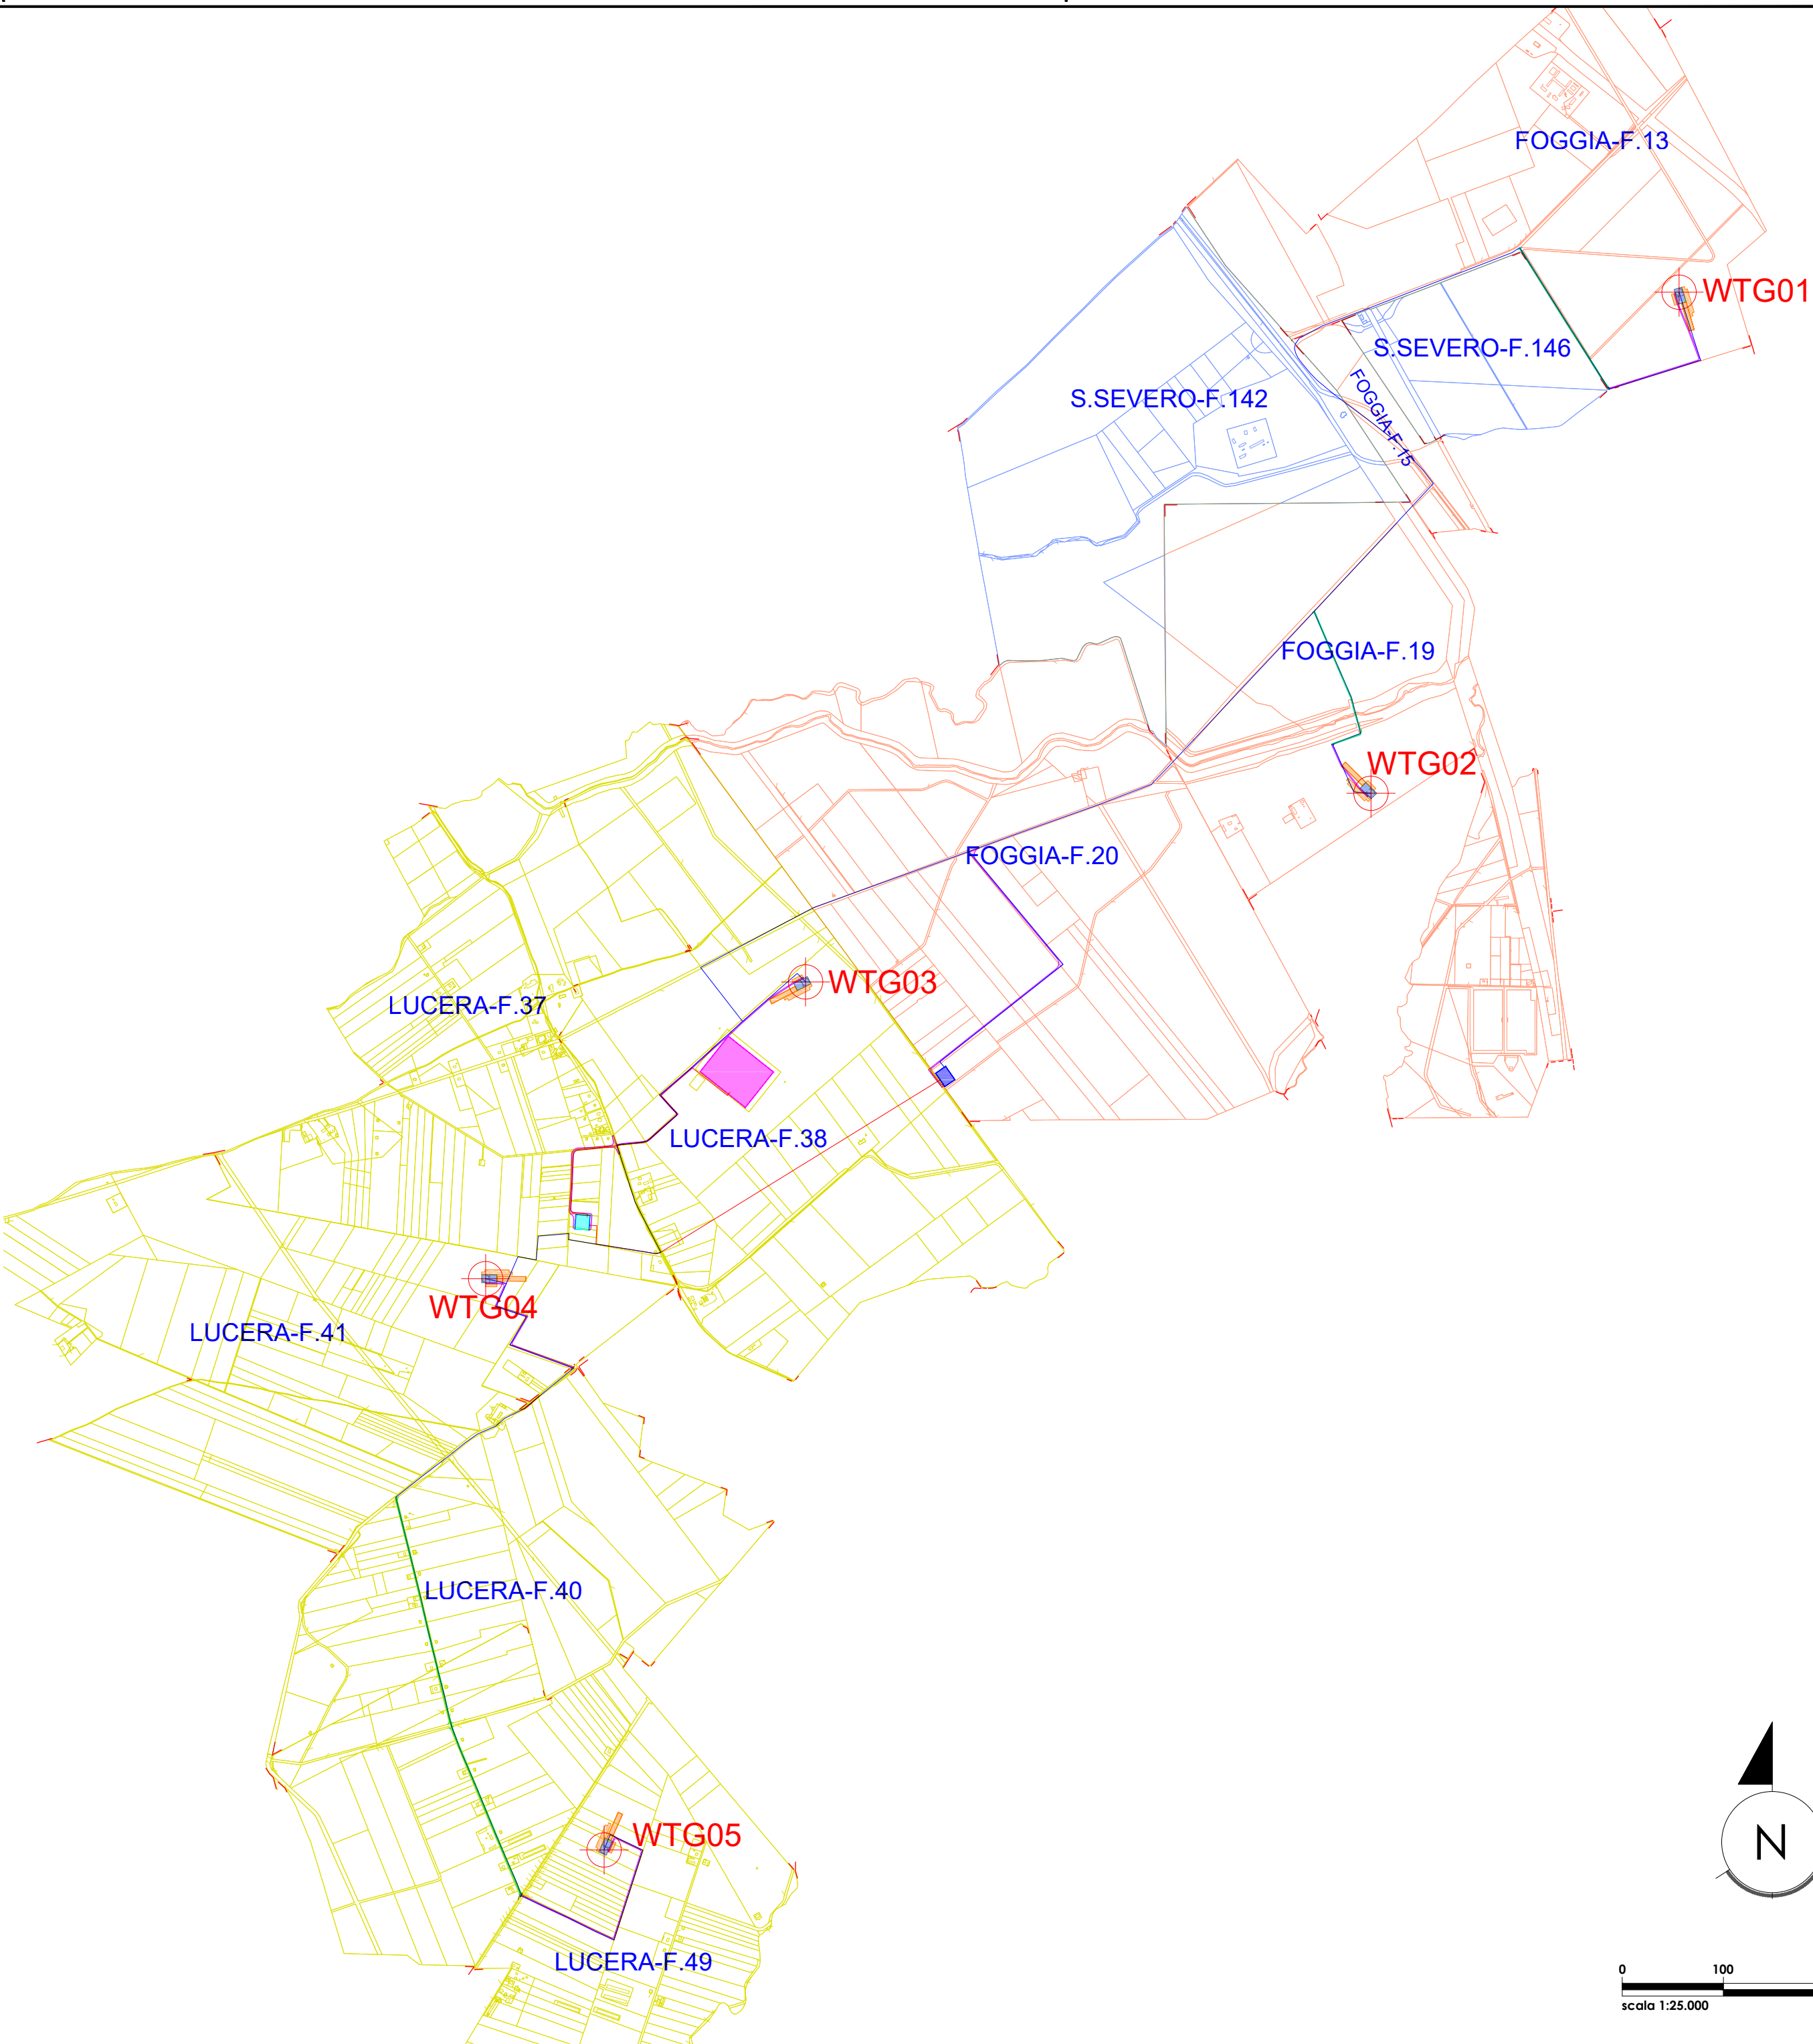 FOGGIA-F.13
WTG01
S.SEVERO-F.146
FOGGIA-F.15
S.SEVERO-F.142
FOGGIA-F.19
WTG02
FOGGIA-F.20
WTG03
LUCERA-F.37
LUCERA-F.38
WTG04
LUCERA-F.41
LUCERA-F.40
WTG05
N
LUCERA-F.49
0 100
scala 1:25.000